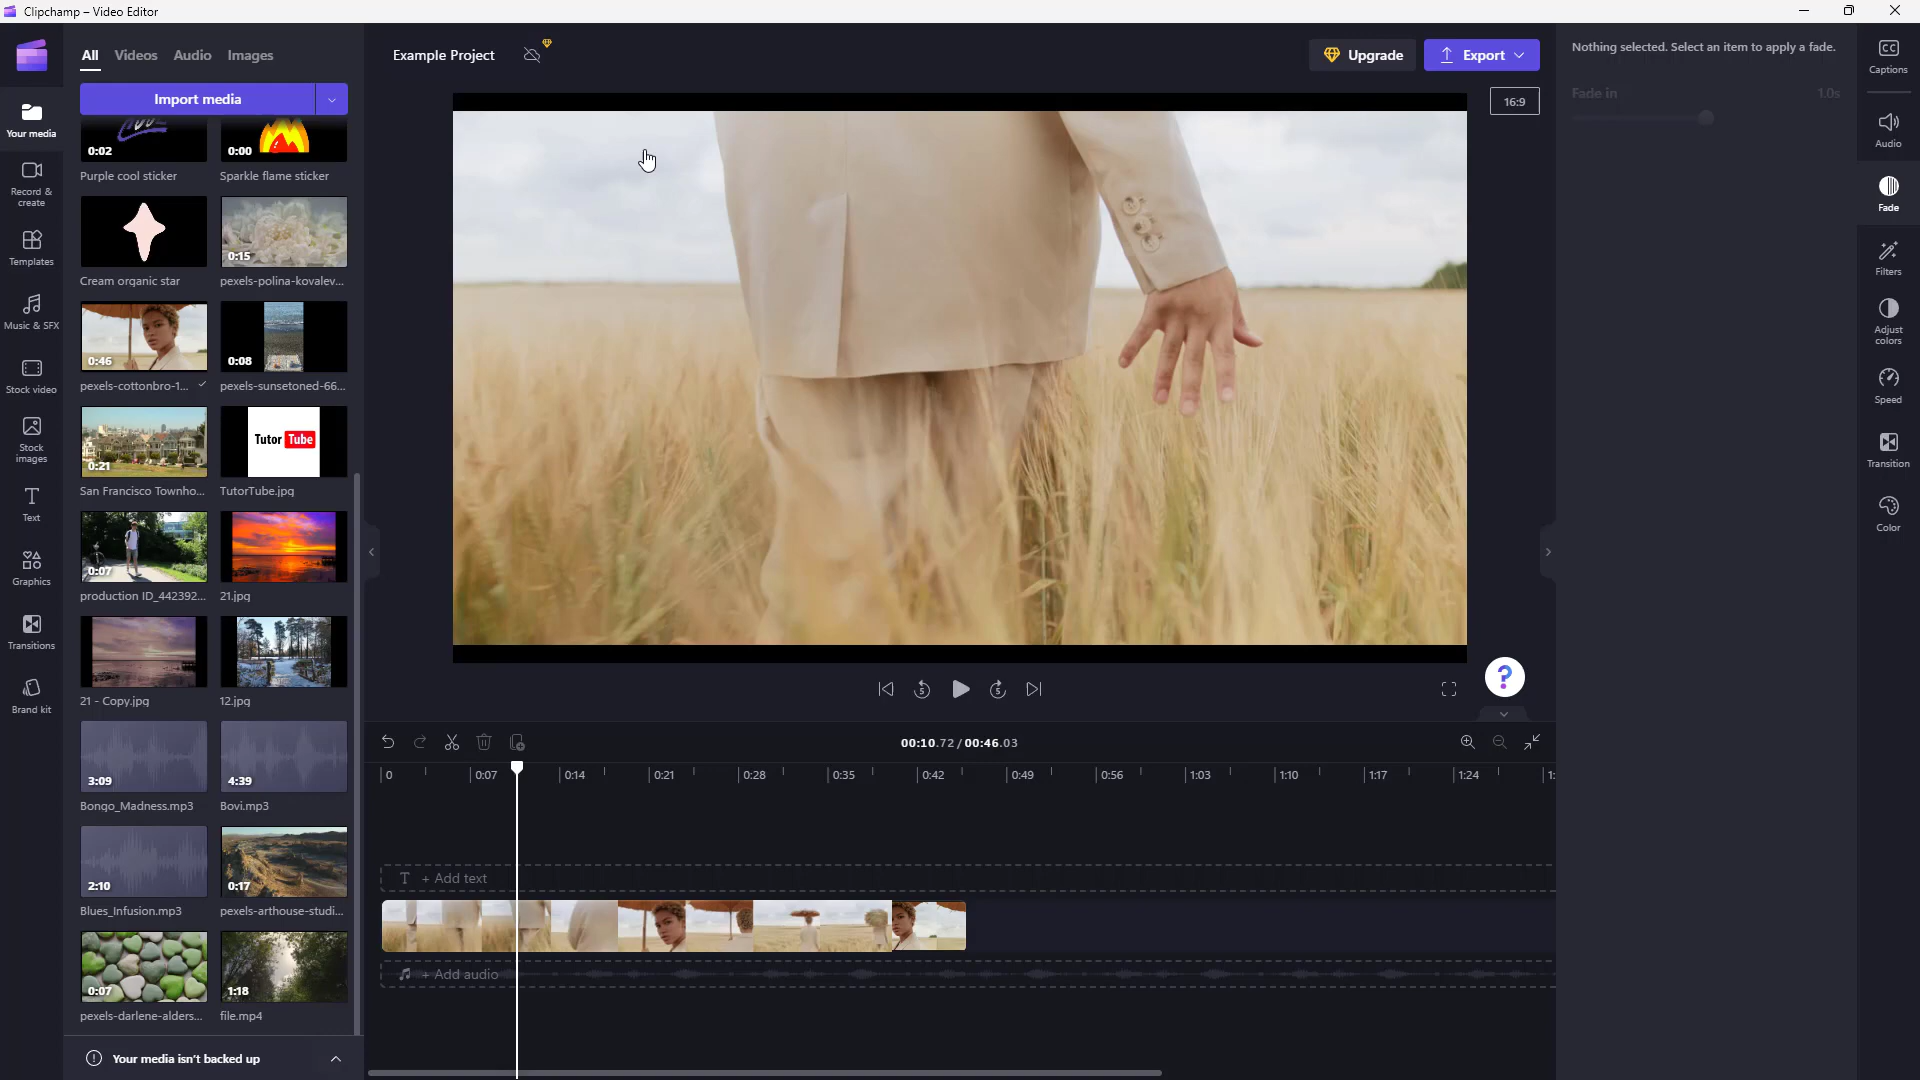 Clipchamp – Video Editor
All Videos Audio Images
Import media
Your media
Record & create
Templates
Music & SFX
Stock video
Stock images
Text
Graphics
Transitions
Brand kit
0:02
Purple cool sticker
0:00
Sparkle flame sticker
Cream organic star
0:15
pexels-polina-kovalev...
0:46
pexels-cottonbro-1...
0:08
pexels-sunsetoned-66...
0:21
San Francisco Townho...
Tutor Tube
TutorTube.jpg
0:07
production ID_442392...
21.jpg
21 - Copy.jpg
12.jpg
3:09
Bongo_Madness.mp3
4:39
Bovi.mp3
2:10
Blues_Infusion.mp3
0:17
pexels-arthouse-studi...
0:07
pexels-darlene-alders...
1:18
file.mp4
Your media isn't backed up
Example Project
Upgrade
Export
16:9
5
5
?
00:10.72 / 00:46.03
0 0:07 0:14 0:21 0:28 0:35 0:42 0:49 0:56 1:03 1:10 1:17 1:24 1:
T + Add text
+ Add audio
Nothing selected. Select an item to apply a fade.
Fade in 1.0s
CC
Captions
Audio
Fade
Filters
Adjust colors
Speed
Transition
Color